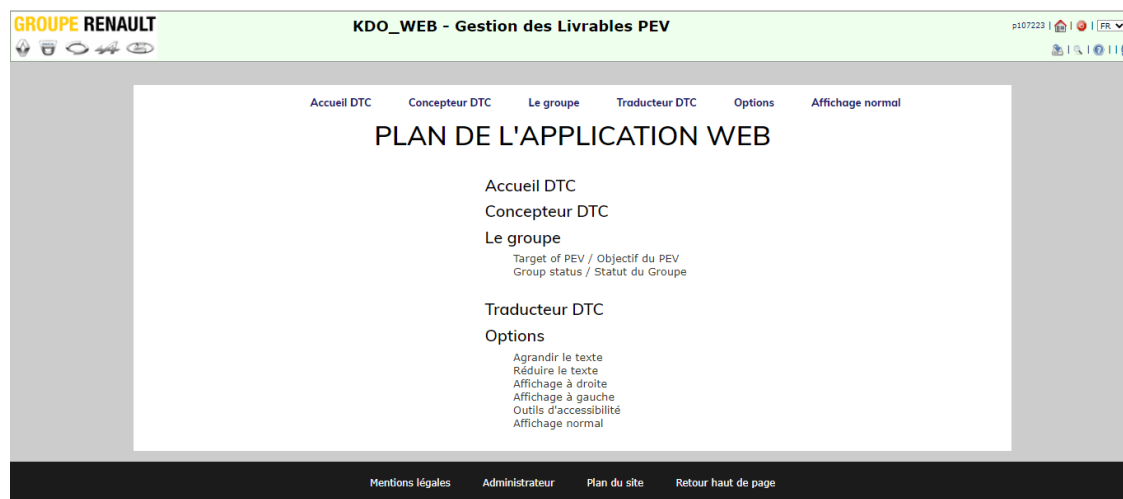 GROUPE RENAULT
KDO_WEB - Gestion des Livrables PEV
p107223 | | | FR
| | | |
Accueil DTC Concepteur DTC Le groupe Traducteur DTC Options Affichage normal
PLAN DE L'APPLICATION WEB
Accueil DTC
Concepteur DTC
Le groupe
Target of PEV / Objectif du PEV
Group status / Statut du Groupe
Traducteur DTC
Options
Agrandir le texte
Réduire le texte
Affichage à droite
Affichage à gauche
Outils d'accessibilité
Affichage normal
Mentions légales Administrateur Plan du site Retour haut de page